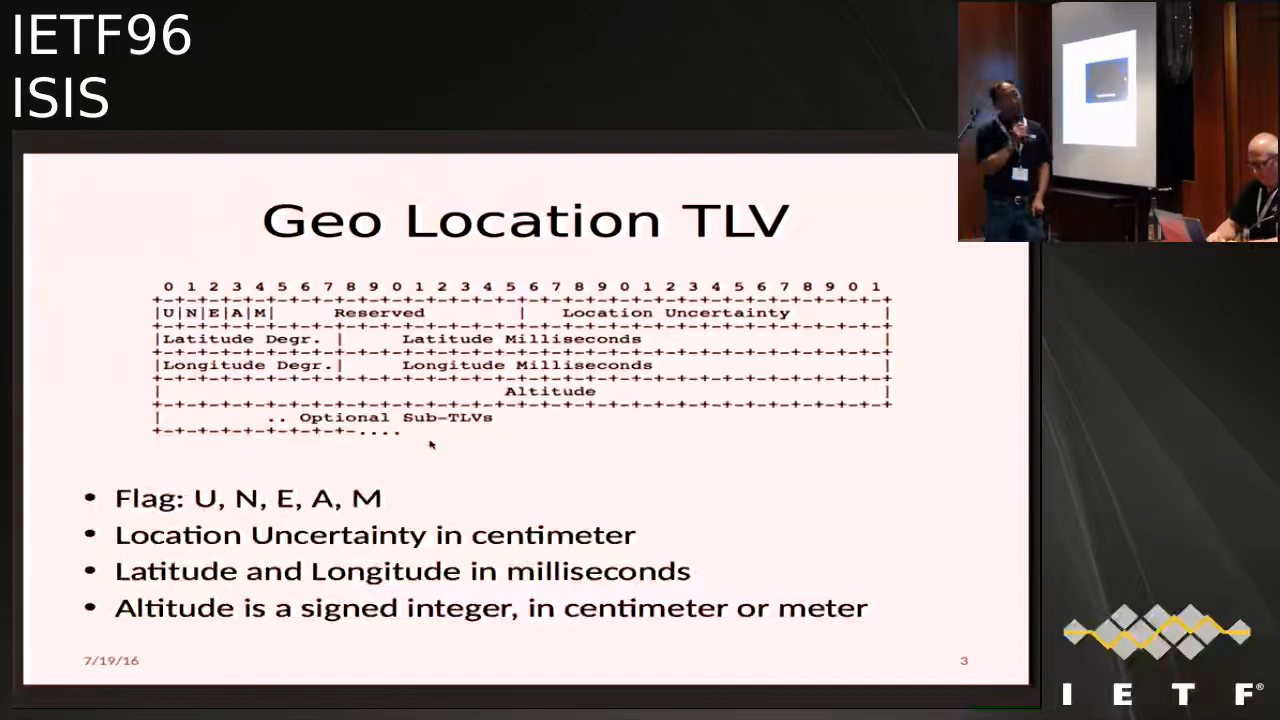 IETF96
ISIS
Geo Location TLV
0 1 2 3 4 5 6 7 8 9 0 1 2 3 4 5 6 7 8 9 0 1 2 3 4 5 6 7 8 9 0 1
+-+-+-+-+-+-+-+-+-+-+-+-+-+-+-+-+-+-+-+-+-+-+-+-+-+-+-+-+-+-+-+-+
|U|N|E|A|M|     Reserved        |   Location Uncertainty        |
+-+-+-+-+-+-+-+-+-+-+-+-+-+-+-+-+-+-+-+-+-+-+-+-+-+-+-+-+-+-+-+-+
|Latitude Degr. |     Latitude Milliseconds                     |
+-+-+-+-+-+-+-+-+-+-+-+-+-+-+-+-+-+-+-+-+-+-+-+-+-+-+-+-+-+-+-+-+
|Longitude Degr.|     Longitude Milliseconds                    |
+-+-+-+-+-+-+-+-+-+-+-+-+-+-+-+-+-+-+-+-+-+-+-+-+-+-+-+-+-+-+-+-+
|                             Altitude                          |
+-+-+-+-+-+-+-+-+-+-+-+-+-+-+-+-+-+-+-+-+-+-+-+-+-+-+-+-+-+-+-+-+
|         .. Optional Sub-TLVs
+-+-+-+-+-+-+-+-+-....
• Flag: U, N, E, A, M
• Location Uncertainty in centimeter
• Latitude and Longitude in milliseconds
• Altitude is a signed integer, in centimeter or meter
7/19/16 3
I E T F®